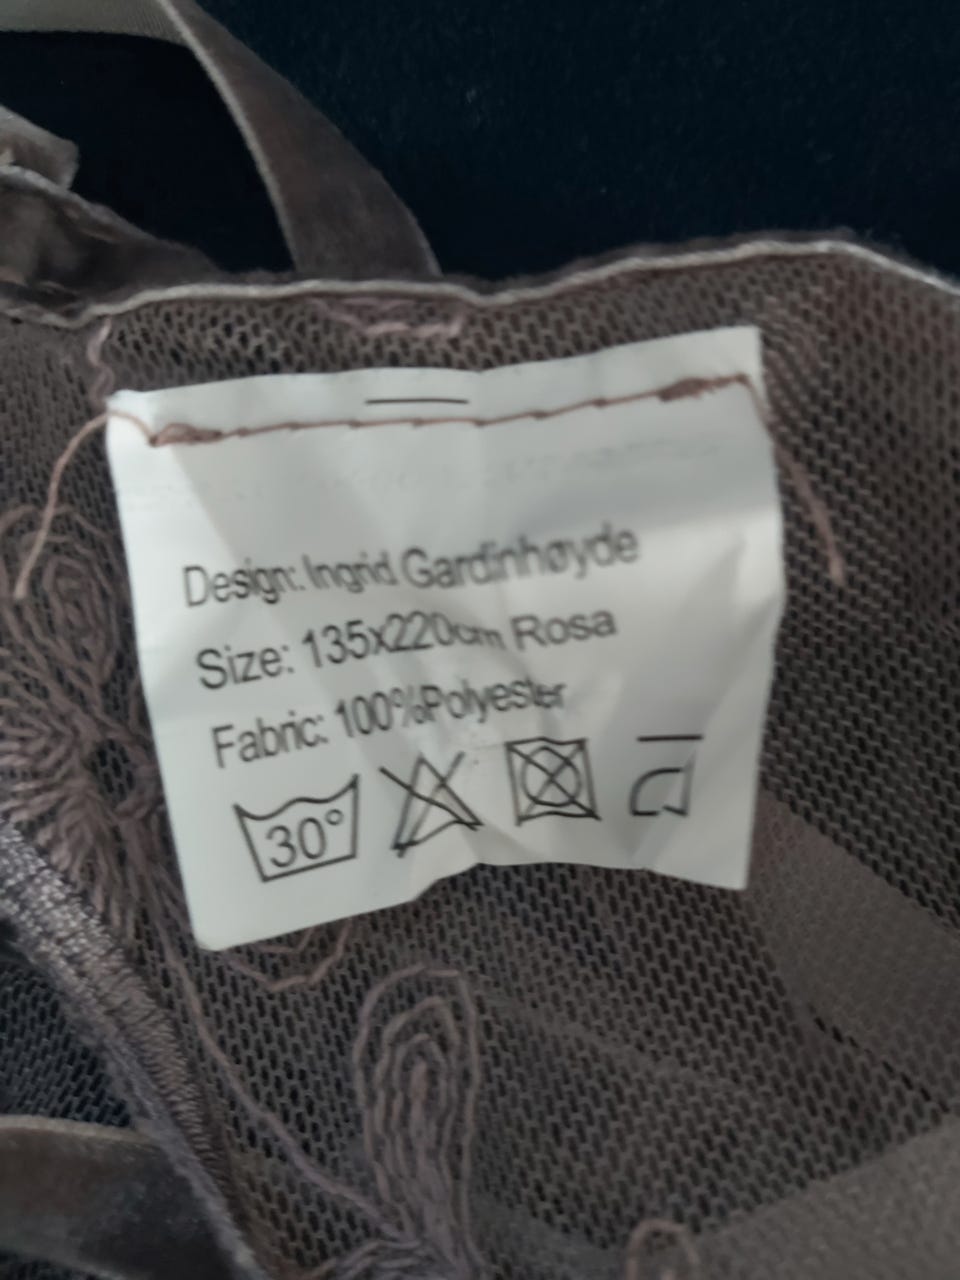 Design: Ingrid Gardinhøyde
Size: 135x220cm Rosa
Fabric: 100%Polyester
30°